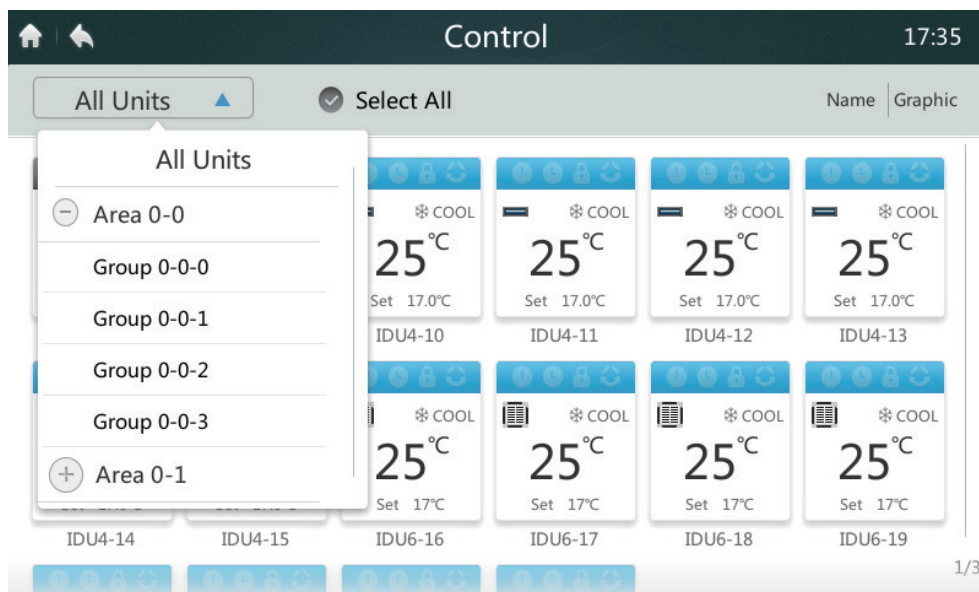 Control
17:35
All Units
Select All
Name Graphic
All Units
Area 0-0
Group 0-0-0
Group 0-0-1
Group 0-0-2
Group 0-0-3
Area 0-1
COOL COOL COOL COOL
25°C 25°C 25°C 25°C
Set 17.0°C Set 17.0°C Set 17.0°C Set 17.0°C
IDU4-10 IDU4-11 IDU4-12 IDU4-13
COOL COOL COOL COOL
25°C 25°C 25°C 25°C
Set 17°C Set 17°C Set 17°C Set 17°C
IDU4-14 IDU4-15 IDU6-16 IDU6-17 IDU6-18 IDU6-19
1/3